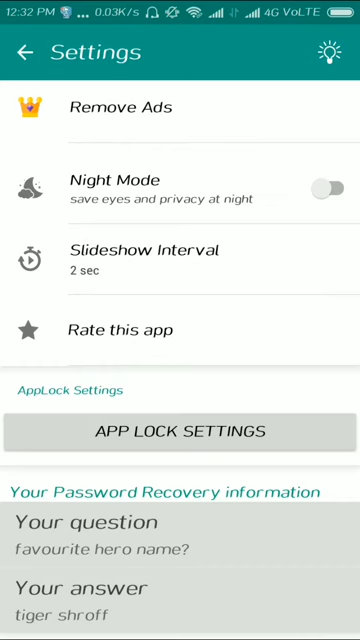 12:32 PM ... 0.03K/s 4G VoLTE
Settings
Remove Ads
Night Mode
save eyes and privacy at night
Slideshow Interval
2 sec
Rate this app
AppLock Settings
APP LOCK SETTINGS
Your Password Recovery information
Your question
favourite hero name?
Your answer
tiger shroff